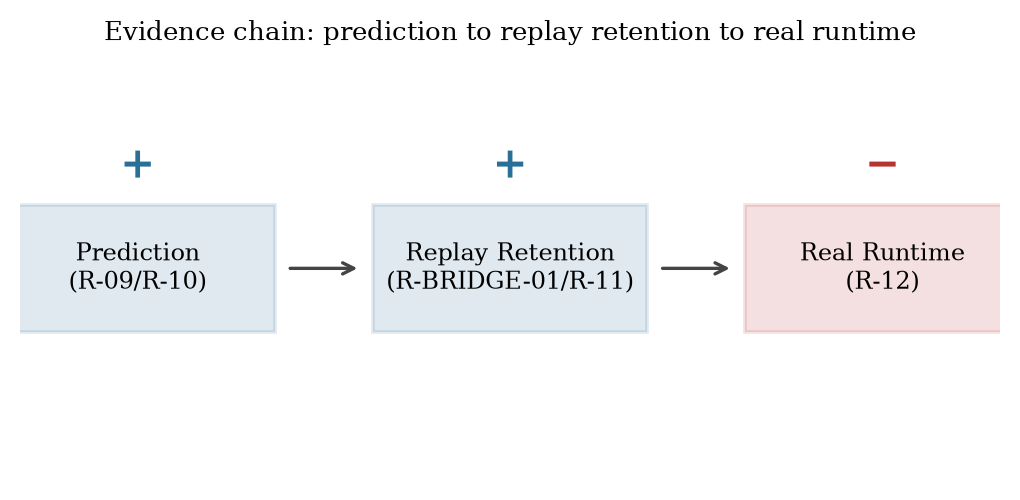 Evidence chain: prediction to replay retention to real runtime
+
+
−
Prediction
(R-09/R-10)
Replay Retention
(R-BRIDGE-01/R-11)
Real Runtime
(R-12)